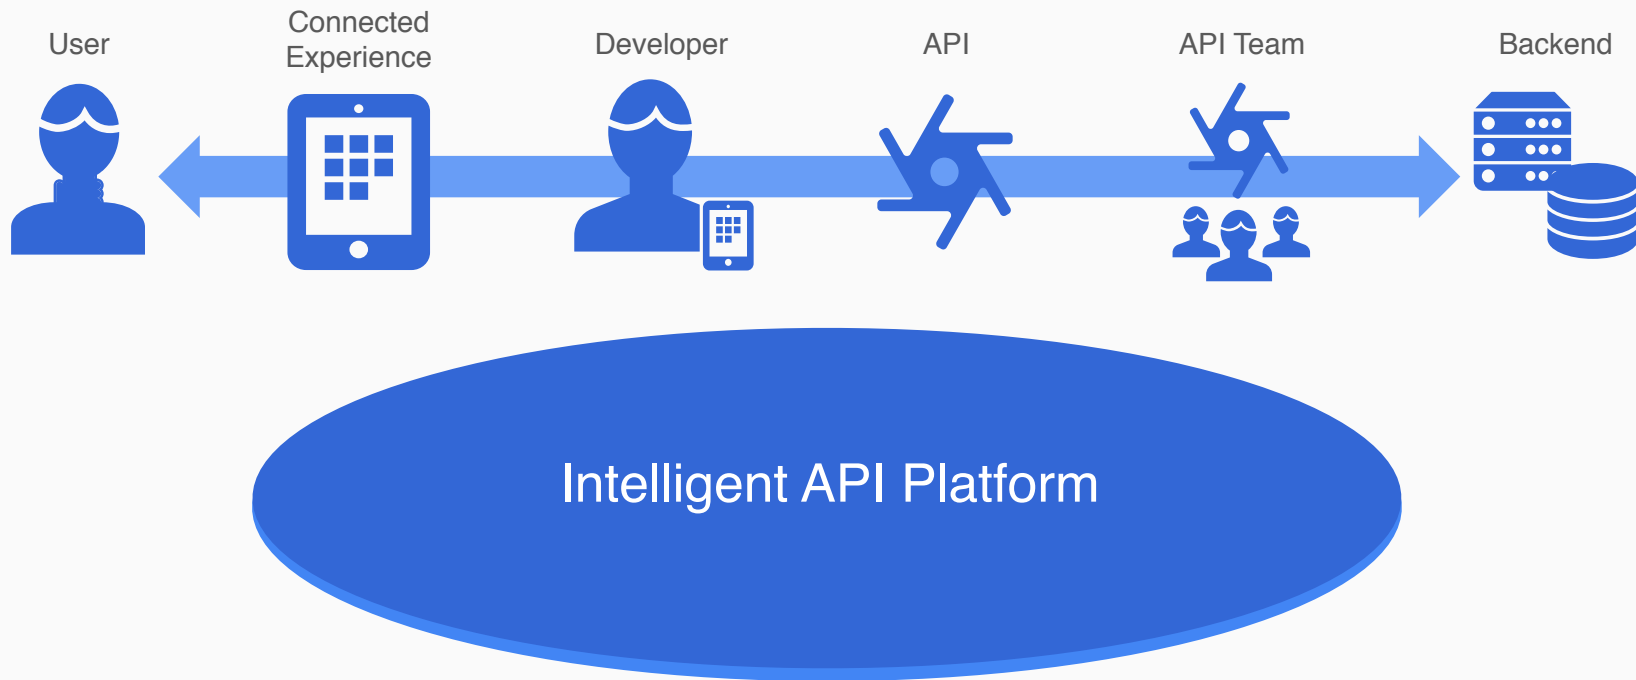 User
Connected
Experience
Developer
API
API Team
Backend
Intelligent API Platform